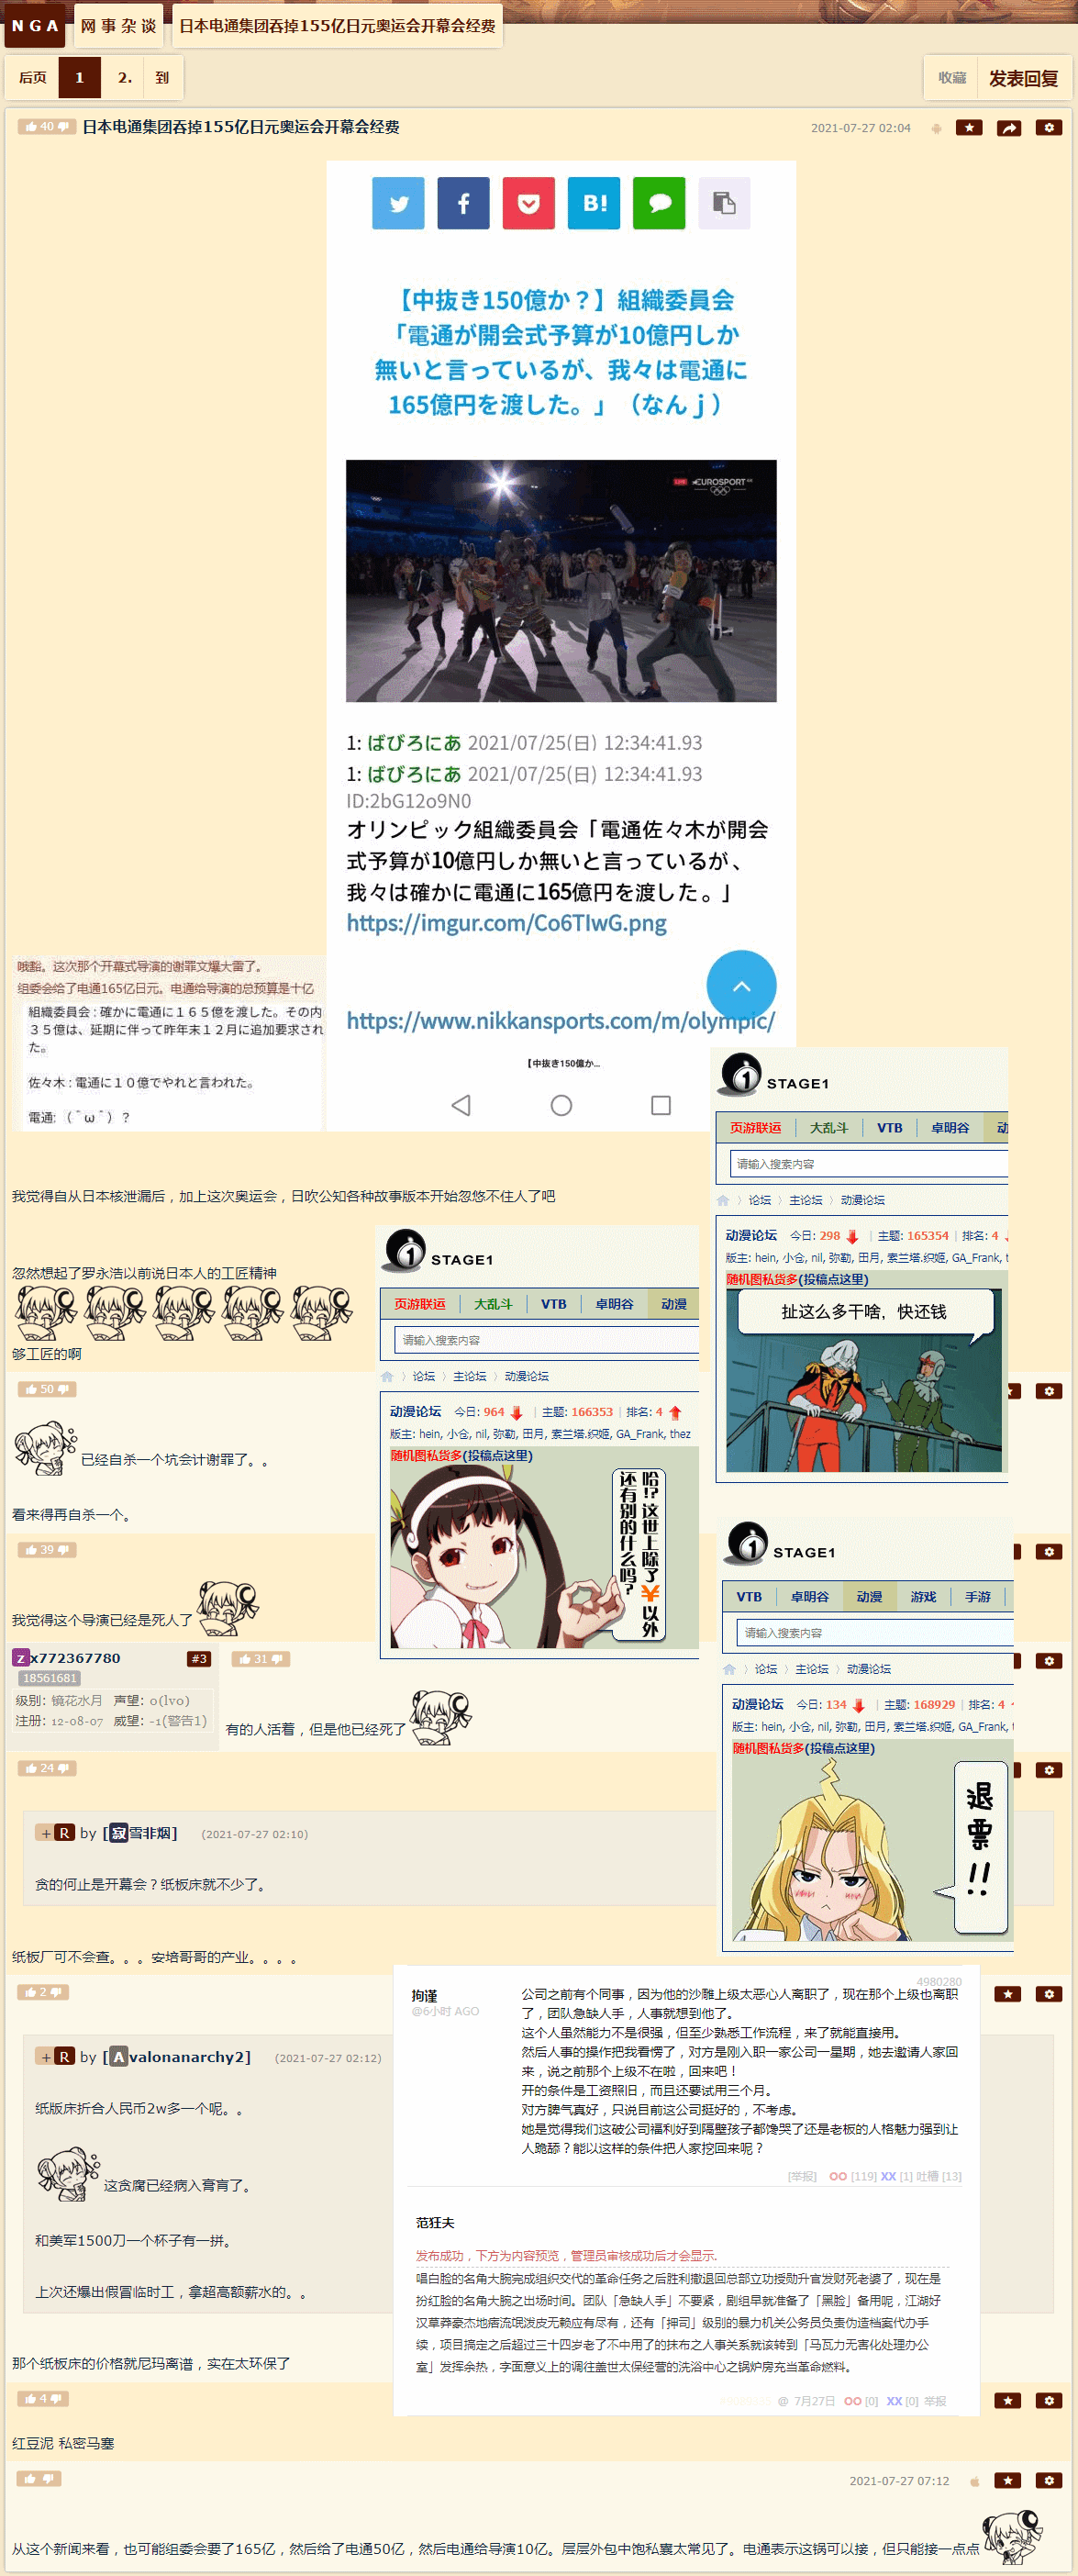 NGA 网事杂谈 日本电通集团吞掉155亿日元奥运会开幕会经费
后页 1 2. 到 收藏 发表回复
40 日本电通集团吞掉155亿日元奥运会开幕会经费 2021-07-27 02:04
B!
【中抜き150億か？】組織委員会
「電通が開会式予算が10億円しか
無いと言っているが、我々は電通に
165億円を渡した。」（なんｊ）
EUROSPORT
1: ばびろにあ 2021/07/25(日) 12:34:41.93
1: ばびろにあ 2021/07/25(日) 12:34:41.93
ID:2bG12o9N0
オリンピック組織委員会「電通佐々木が開会
式予算が10億円しか無いと言っているが、
我々は確かに電通に165億円を渡した。」
https://imgur.com/Co6TIwG.png
https://www.nikkansports.com/m/olympic/
【中抜き150億か...
哦豁。这次那个开幕式导演的谢罪文爆大雷了。
组委会给了电通165亿日元。电通给导演的总预算是十亿
組織委員会：確かに電通に１６５億を渡した。その内
３５億は、延期に伴って昨年末１２月に追加要求され
た。
佐々木：電通に１０億でやれと言われた。
電通：（＾ω＾）？
我觉得自从日本核泄漏后，加上这次奥运会，日吹公知各种故事版本开始忽悠不住人了吧
忽然想起了罗永浩以前说日本人的工匠精神
够工匠的啊
STAGE1
页游联运 大乱斗 VTB 卓明谷 动
请输入搜索内容
论坛 〉 主论坛 〉 动漫论坛
动漫论坛 今日: 298 | 主题: 165354 | 排名: 4
版主: hein, 小仓, nil, 弥勒, 田月, 索兰塔.织姬, GA_Frank, t
随机图私货多(投稿点这里)
扯这么多干啥，快还钱
STAGE1
页游联运 大乱斗 VTB 卓明谷 动漫
请输入搜索内容
论坛 〉 主论坛 〉 动漫论坛
动漫论坛 今日: 964 | 主题: 166353 | 排名: 4
版主: hein, 小仓, nil, 弥勒, 田月, 索兰塔.织姬, GA_Frank, thez
随机图私货多(投稿点这里)
哈!?这世上除了￥以外
还有别的什么吗？
50
已经自杀一个坑会计谢罪了。。
看来得再自杀一个。
39
我觉得这个导演已经是死人了
STAGE1
VTB 卓明谷 动漫 游戏 手游
请输入搜索内容
论坛 〉 主论坛 〉 动漫论坛
动漫论坛 今日: 134 | 主题: 168929 | 排名: 4
版主: hein, 小仓, nil, 弥勒, 田月, 索兰塔.织姬, GA_Frank, t
随机图私货多(投稿点这里)
退票!!
zx772367780 #3
18561681
级别: 镜花水月 声望: 0(lv0)
注册: 12-08-07 威望: -1(警告1)
31
有的人活着，但是他已经死了
24
+ R by [寂雪非烟] (2021-07-27 02:10)
贪的何止是开幕会？纸板床就不少了。
纸板厂可不会查。。。安培哥哥的产业。。。。
2
+ R by [Avalonanarchy2] (2021-07-27 02:12)
纸版床折合人民币2w多一个呢。。
这贪腐已经病入膏肓了。
和美军1500刀一个杯子有一拼。
上次还爆出假冒临时工，拿超高额薪水的。。
那个纸板床的价格就尼玛离谱，实在太环保了
4980280
拘谨
@6小时 AGO
公司之前有个同事，因为他的沙雕上级太恶心人离职了，现在那个上级也离职
了，团队急缺人手，人事就想到他了。
这个人虽然能力不是很强，但至少熟悉工作流程，来了就能直接用。
然后人事的操作把我看愣了，对方是刚入职一家公司一星期，她去邀请人家回
来，说之前那个上级不在啦，回来吧！
开的条件是工资照旧，而且还要试用三个月。
对方脾气真好，只说目前这公司挺好的，不考虑。
她是觉得我们这破公司福利好到隔壁孩子都馋哭了还是老板的人格魅力强到让
人跪舔？能以这样的条件把人家挖回来呢？
[举报] OO [119] XX [1] 吐槽 [13]
范狂夫
发布成功，下方为内容预览，管理员审核成功后才会显示.
唱白脸的名角大腕完成组织交代的革命任务之后胜利撤退回总部立功授勋升官发财死老婆了，现在是
扮红脸的名角大腕之出场时间。团队「急缺人手」不要紧，剧组早就准备了「黑脸」备用呢，江湖好
汉草莽豪杰地痞流氓泼皮无赖应有尽有，还有「押司」级别的暴力机关公务员负责伪造档案代办手
续，项目搞定之后超过三十四岁老了不中用了的抹布之人事关系就该转到「马瓦力无害化处理办公
室」发挥余热，字面意义上的调往盖世太保经营的洗浴中心之锅炉房充当革命燃料。
@ 7月27日 OO [0] XX [0] 举报
4
红豆泥 私密马塞
2021-07-27 07:12
从这个新闻来看，也可能组委会要了165亿，然后给了电通50亿，然后电通给导演10亿。层层外包中饱私囊太常见了。电通表示这锅可以接，但只能接一点点